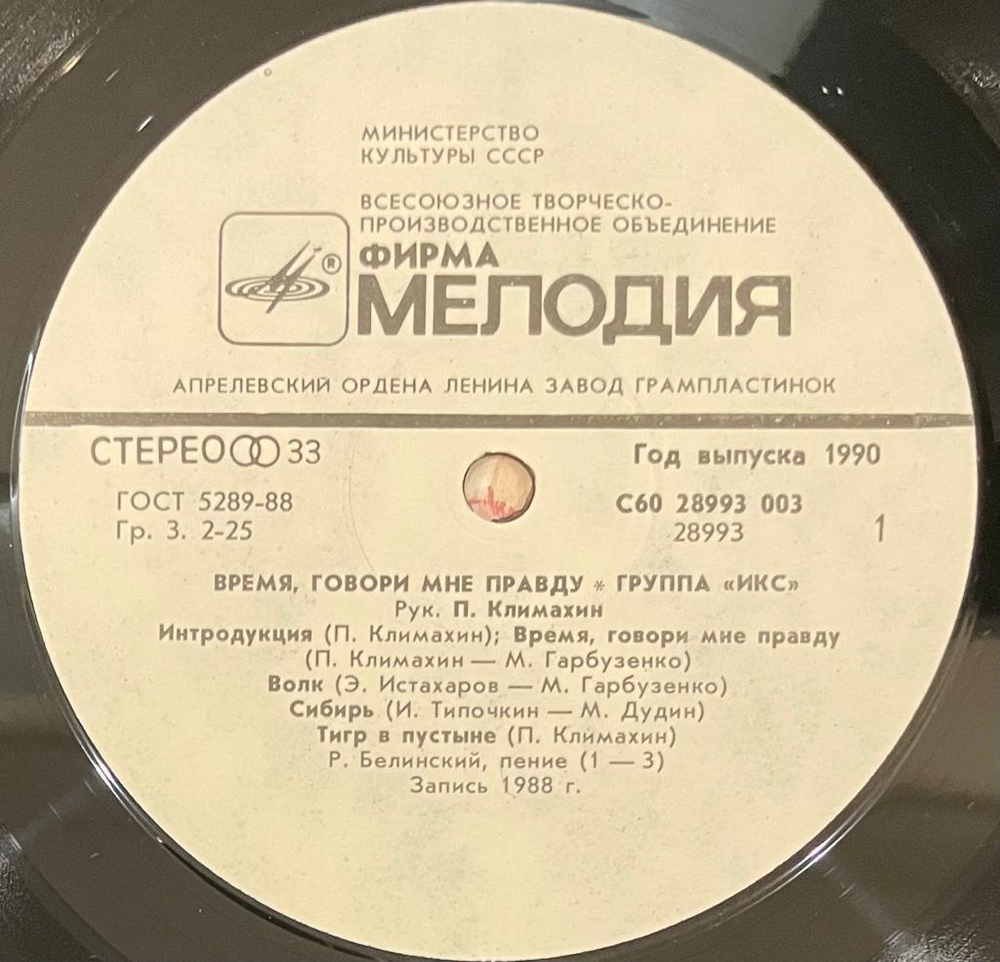 МИНИСТЕРСТВО
КУЛЬТУРЫ СССР
ВСЕСОЮЗНОЕ ТВОРЧЕСКО-
ПРОИЗВОДСТВЕННОЕ ОБЪЕДИНЕНИЕ
ФИРМА
®
МЕЛОДИЯ
АПРЕЛЕВСКИЙ ОРДЕНА ЛЕНИНА ЗАВОД ГРАМПЛАСТИНОК
СТЕРЕО 33
Год выпуска 1990
ГОСТ 5289-88
С60 28993 003
Гр. 3. 2-25
28993
1
ВРЕМЯ, ГОВОРИ МНЕ ПРАВДУ * ГРУППА «ИКС»
Рук. П. Климахин
Интродукция (П. Климахин); Время, говори мне правду
(П. Климахин — М. Гарбузенко)
Волк (Э. Истахаров — М. Гарбузенко)
Сибирь (И. Типочкин — М. Дудин)
Тигр в пустыне (П. Климахин)
Р. Белинский, пение (1 — 3)
Запись 1988 г.